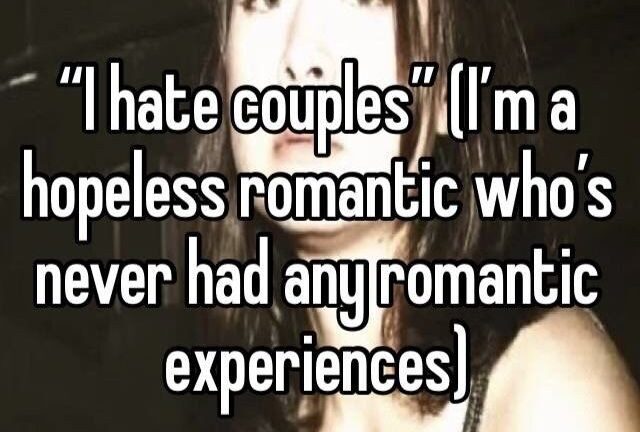 “I hate couples” (I’m a
hopeless romantic who’s
never had any romantic
experiences)